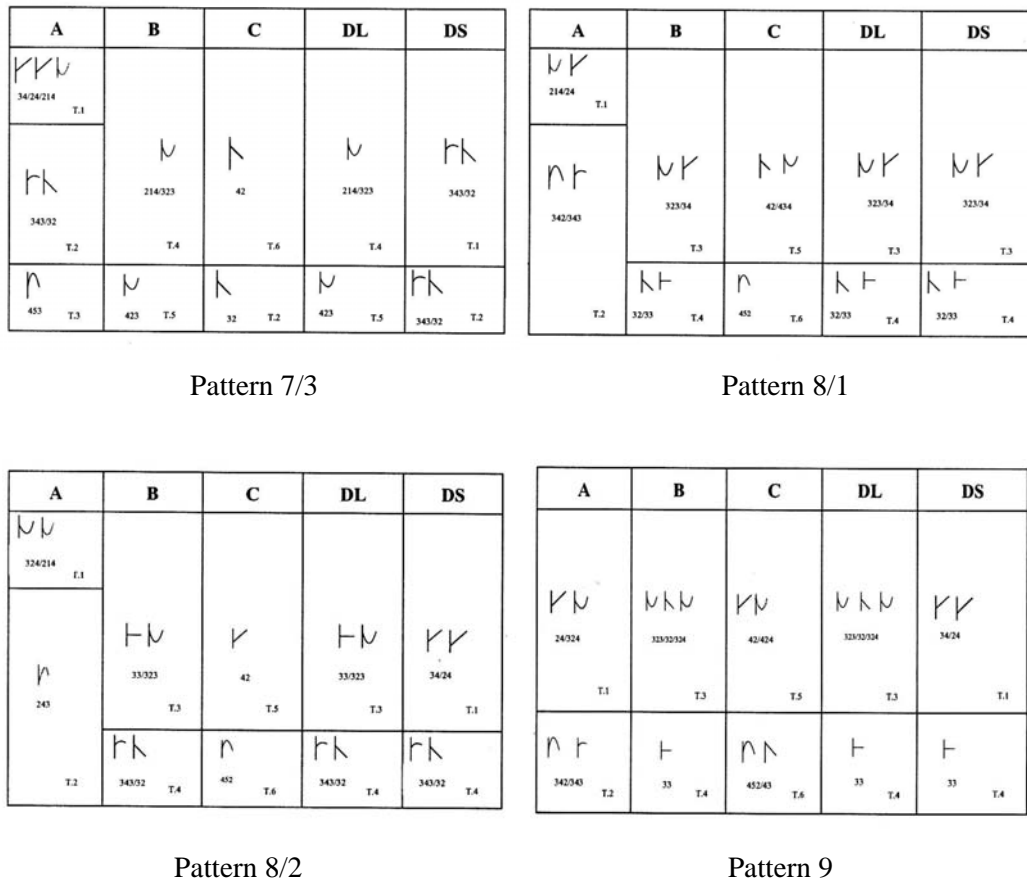 A B C DL DS
34/24/214 T.1
343/32 T.2
214/323 T.4
42 T.6
214/323 T.4
343/32 T.1
453 T.3
423 T.5
32 T.2
423 T.5
343/32 T.2
Pattern 7/3
A B C DL DS
214/24 T.1
342/343 T.2
323/34 T.3
42/434 T.5
323/34 T.3
323/34 T.3
32/33 T.4
452 T.6
32/33 T.4
32/33 T.4
Pattern 8/1
A B C DL DS
324/214 T.1
243 T.2
33/323 T.3
42 T.5
33/323 T.3
34/24 T.1
343/32 T.4
452 T.6
343/32 T.4
343/32 T.4
Pattern 8/2
A B C DL DS
24/324 T.1
323/32/324 T.3
42/424 T.5
323/32/324 T.3
34/24 T.1
342/343 T.2
33 T.4
452/43 T.6
33 T.4
33 T.4
Pattern 9